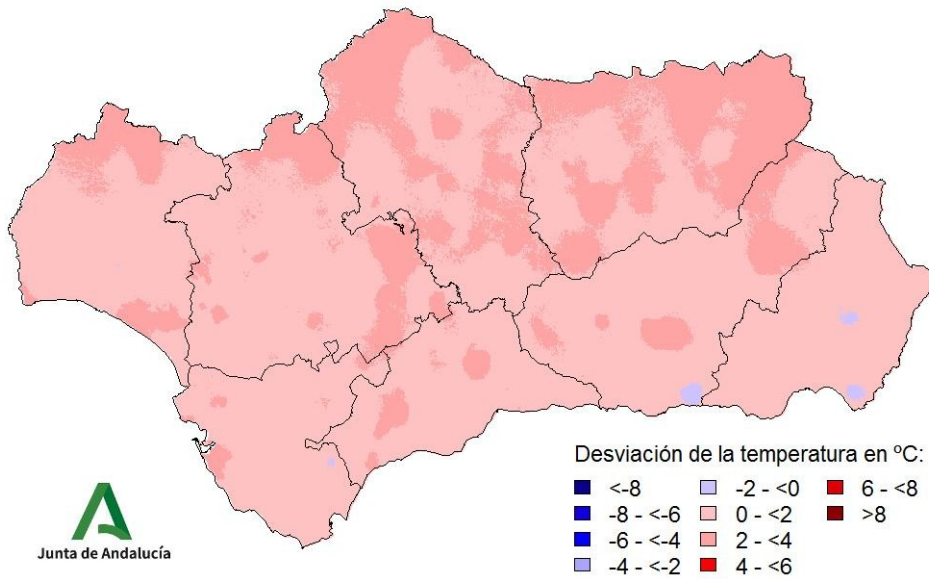 Desviación de la temperatura en ºC:
<-8
-8 - <-6
-6 - <-4
-4 - <-2
-2 - <0
0 - <2
2 - <4
4 - <6
6 - <8
>8
Junta de Andalucía